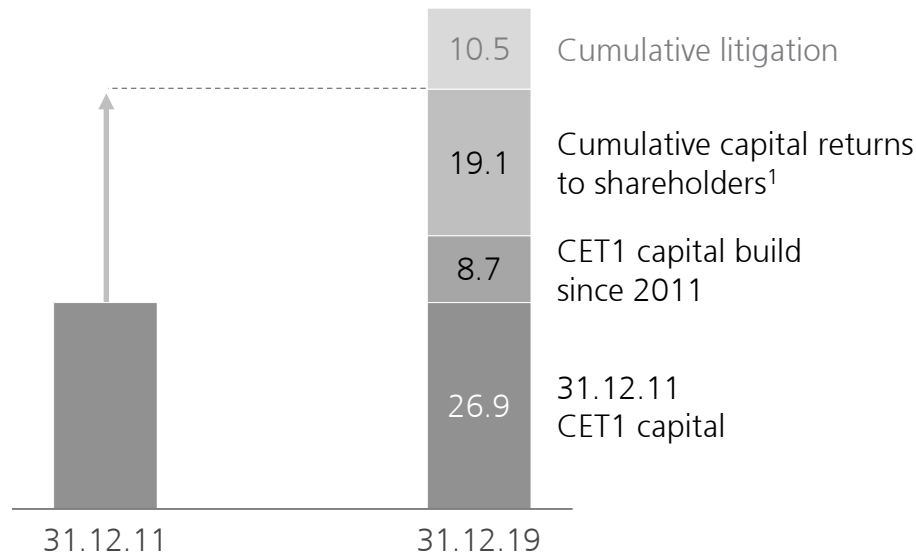 10.5 Cumulative litigation
19.1
Cumulative capital returns
to shareholders¹
8.7
CET1 capital build
since 2011
26.9
31.12.11
CET1 capital
31.12.11 31.12.19